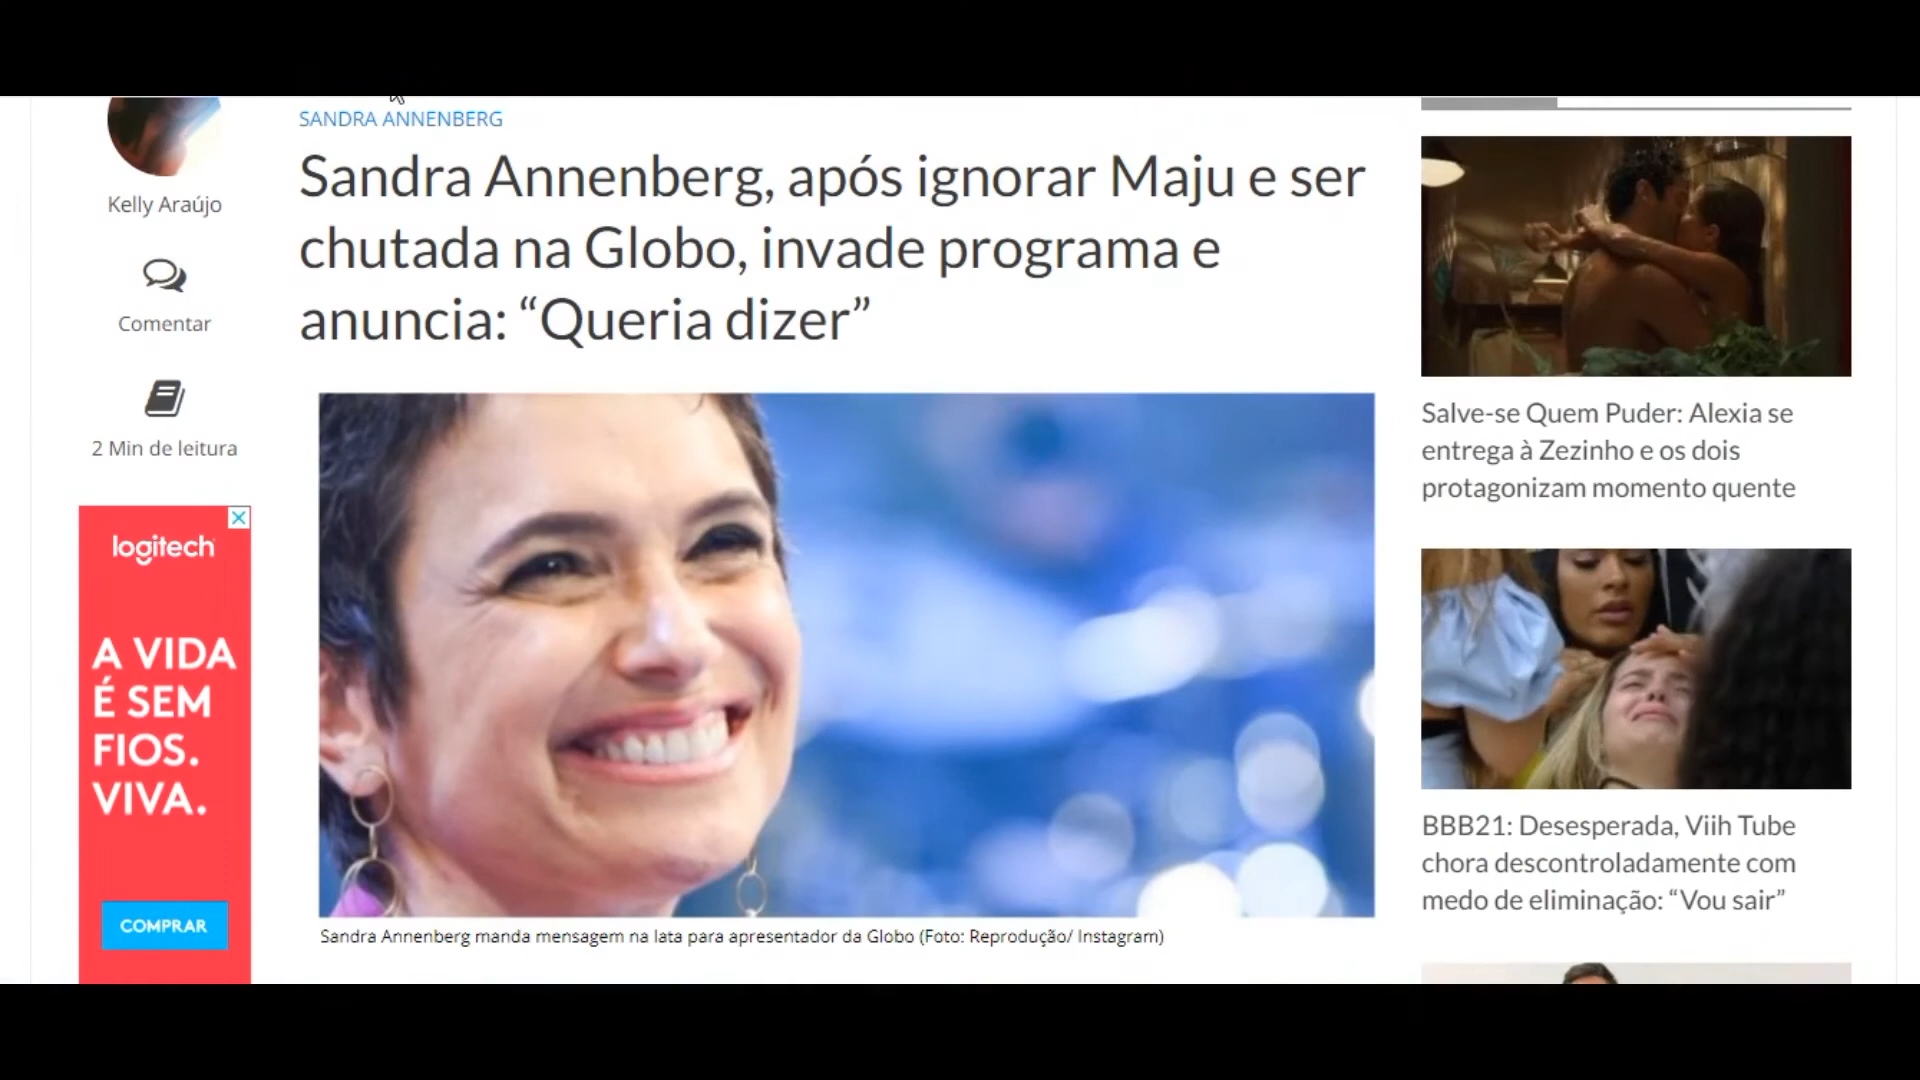 Kelly Araújo
Comentar
2 Min de leitura
logitech
A VIDA
É SEM
FIOS.
VIVA.
COMPRAR
SANDRA ANNENBERG
Sandra Annenberg, após ignorar Maju e ser
chutada na Globo, invade programa e
anuncia: “Queria dizer”
Sandra Annenberg manda mensagem na lata para apresentador da Globo (Foto: Reprodução/ Instagram)
Salve-se Quem Puder: Alexia se
entrega à Zezinho e os dois
protagonizam momento quente
BBB21: Desesperada, Viih Tube
chora descontroladamente com
medo de eliminação: “Vou sair”